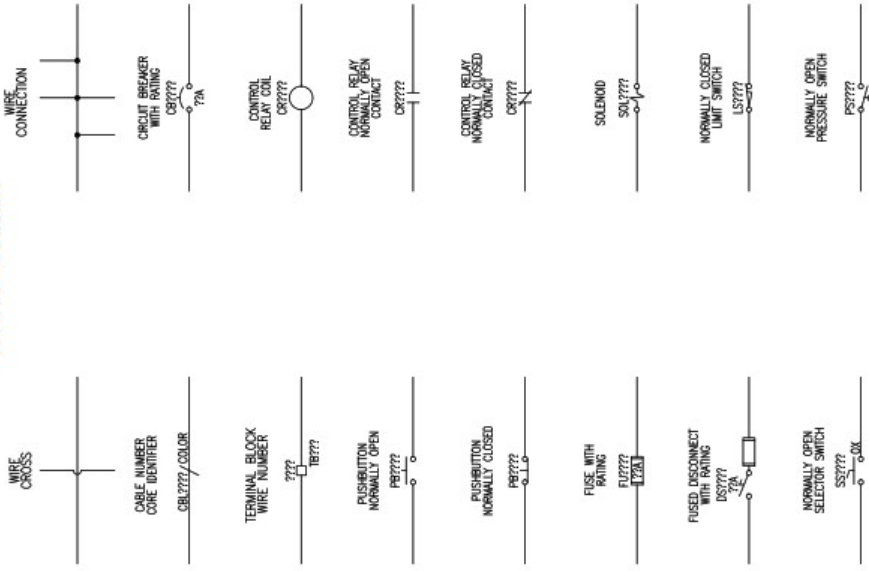 WIRE
CROSS
CABLE NUMBER
CORE IDENTIFIER
CBL????/COLOR
TERMINAL BLOCK
WIRE NUMBER
????
TB???
PUSHBUTTON
NORMALLY OPEN
PB????
PUSHBUTTON
NORMALLY CLOSED
PB????
FUSE WITH
RATING
FU????
??A
FUSED DISCONNECT
WITH RATING
DS????
??A
NORMALLY OPEN
SELECTOR SWITCH
SS????
OX
WIRE
CONNECTION
CIRCUIT BREAKER
WITH RATING
CB????
??A
CONTROL
RELAY COIL
CR????
CONTROL RELAY
NORMALLY OPEN
CONTACT
CR????
CONTROL RELAY
NORMALLY CLOSED
CONTACT
CR????
SOLENOID
SOL????
NORMALLY CLOSED
LIMIT SWITCH
LS????
NORMALLY OPEN
PRESSURE SWITCH
PS????